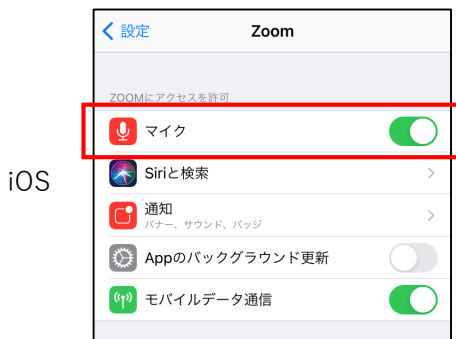 設定
Zoom
ZOOMにアクセスを許可
マイク
iOS
Siriと検索
通知
バナー、サウンド、バッジ
Appのバックグラウンド更新
モバイルデータ通信